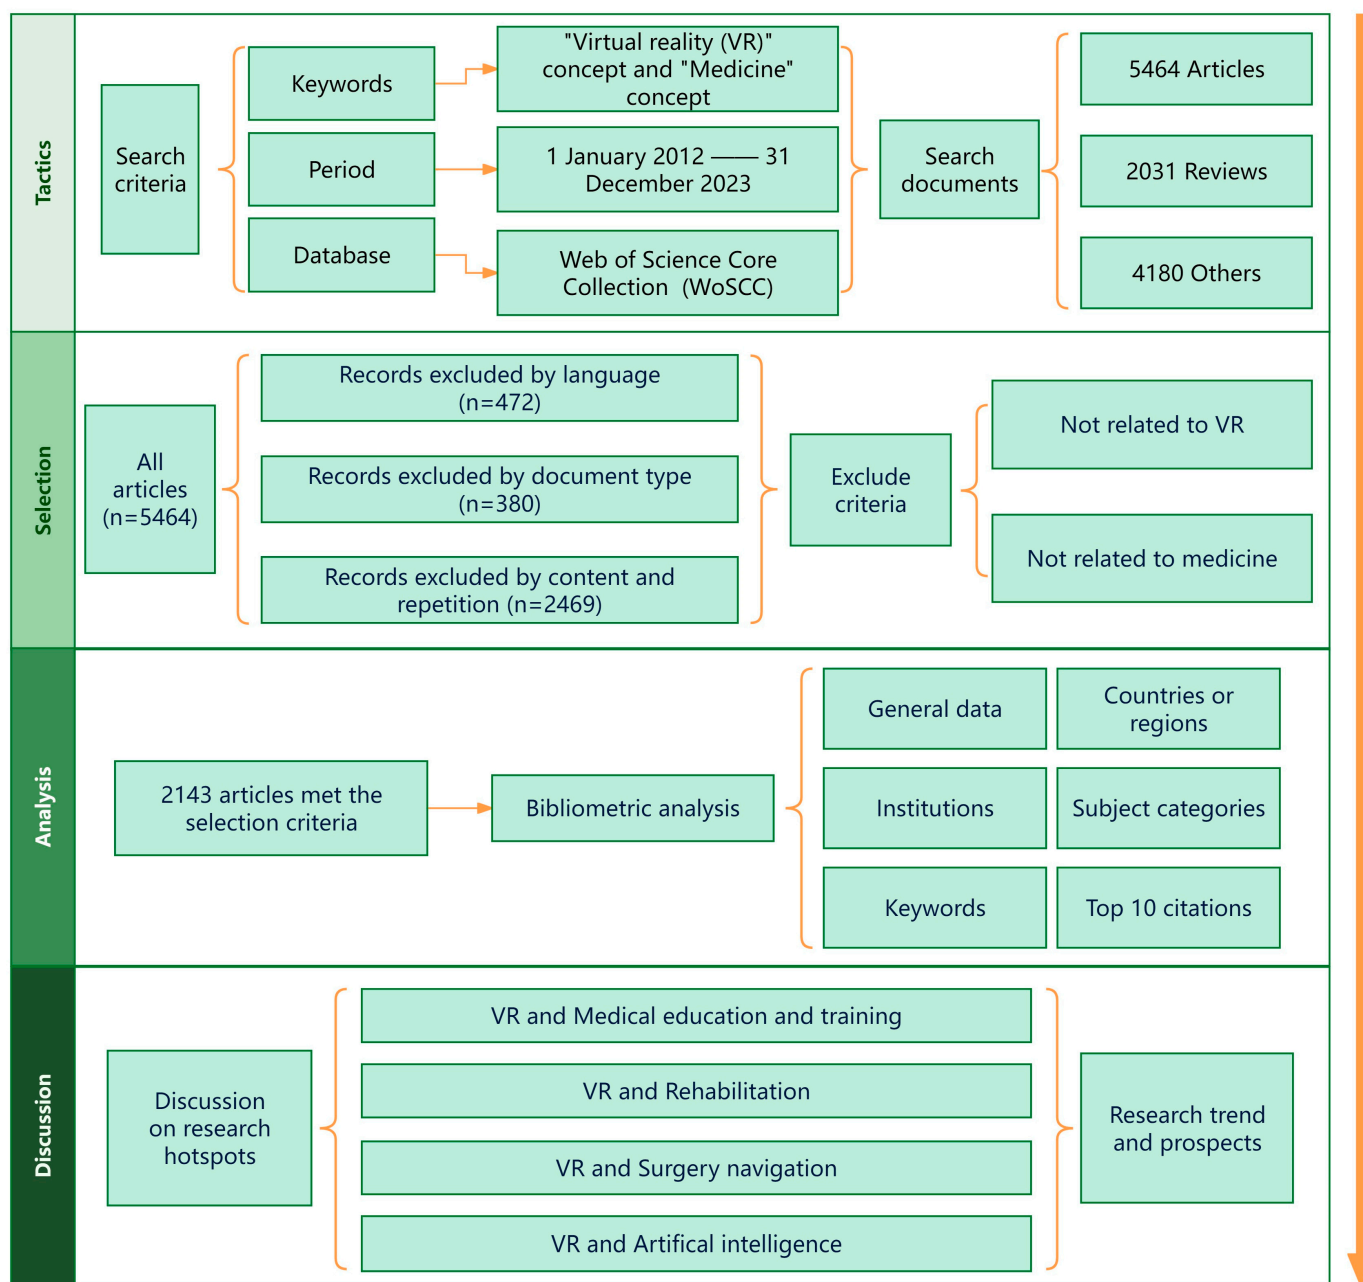 Tactics
Search
criteria
Keywords
Period
Database
"Virtual reality (VR)"
concept and "Medicine"
concept
1 January 2012 —— 31
December 2023
Web of Science Core
Collection (WoSCC)
Search
documents
5464 Articles
2031 Reviews
4180 Others
Selection
All
articles
(n=5464)
Records excluded by language
(n=472)
Records excluded by document type
(n=380)
Records excluded by content and
repetition (n=2469)
Exclude
criteria
Not related to VR
Not related to medicine
Analysis
2143 articles met the
selection criteria
Bibliometric analysis
General data
Countries or
regions
Institutions
Subject categories
Keywords
Top 10 citations
Discussion
Discussion
on research
hotspots
VR and Medical education and training
VR and Rehabilitation
VR and Surgery navigation
VR and Artifical intelligence
Research trend
and prospects